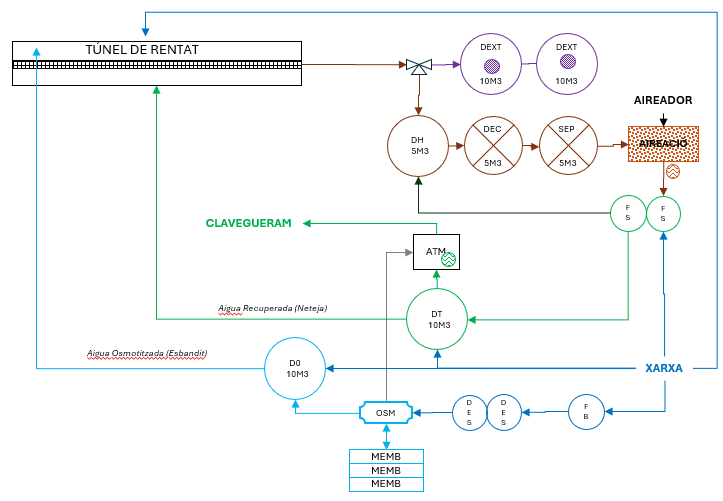 TÚNEL DE RENTAT
DEXT
10M3
DEXT
10M3
AIREADOR
DH
5M3
DEC
5M3
SEP
5M3
AIREACIÓ
F
S
F
S
CLAVEGUERAM
ATM
Aigua Recuperada (Neteja)
DT
10M3
Aigua Osmotitzada (Esbandit)
D0
10M3
XARXA
OSM
D
E
S
D
E
S
F
B
MEMB
MEMB
MEMB